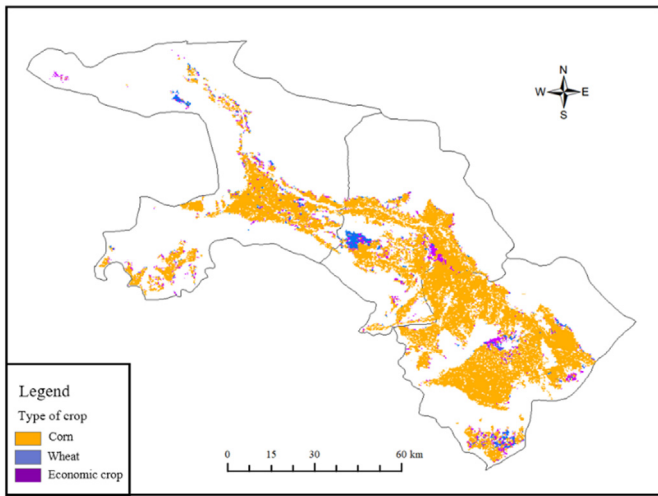 N
W E
S
Legend
Type of crop
Corn
Wheat
Economic crop
0 15 30 60 km